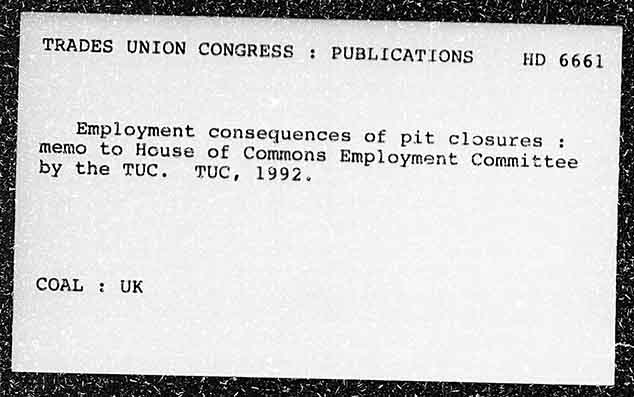 TRADES UNION CONGRESS : PUBLICATIONS HD 6661
Employment consequences of pit closures :
memo to House of Commons Employment Committee
by the TUC. TUC, 1992.
COAL : UK